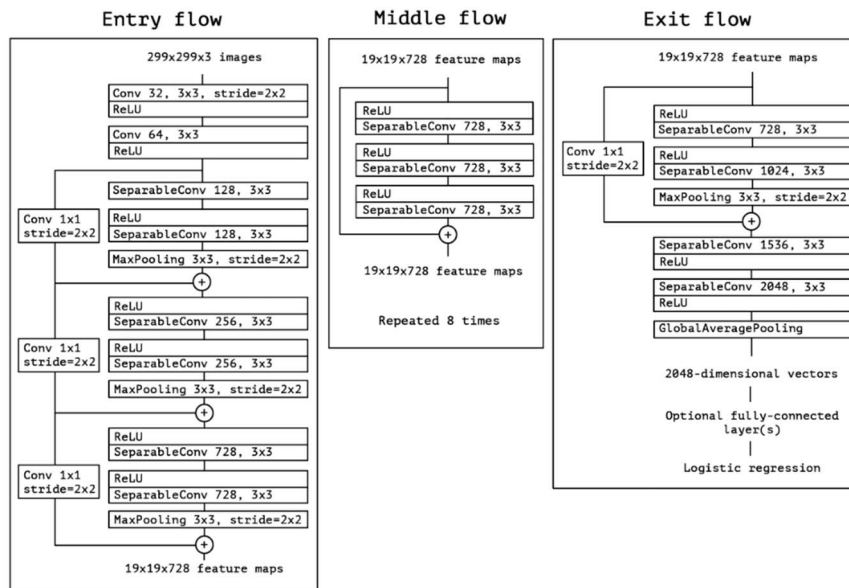 Entry flow
299x299x3 images
Conv 32, 3x3, stride=2x2
ReLU
Conv 64, 3x3
ReLU
SeparableConv 128, 3x3
Conv 1x1
stride=2x2
ReLU
SeparableConv 128, 3x3
MaxPooling 3x3, stride=2x2
+
ReLU
SeparableConv 256, 3x3
Conv 1x1
stride=2x2
ReLU
SeparableConv 256, 3x3
MaxPooling 3x3, stride=2x2
+
ReLU
SeparableConv 728, 3x3
Conv 1x1
stride=2x2
ReLU
SeparableConv 728, 3x3
MaxPooling 3x3, stride=2x2
+
19x19x728 feature maps
Middle flow
19x19x728 feature maps
ReLU
SeparableConv 728, 3x3
ReLU
SeparableConv 728, 3x3
ReLU
SeparableConv 728, 3x3
+
19x19x728 feature maps
Repeated 8 times
Exit flow
19x19x728 feature maps
ReLU
SeparableConv 728, 3x3
Conv 1x1
stride=2x2
ReLU
SeparableConv 1024, 3x3
MaxPooling 3x3, stride=2x2
+
SeparableConv 1536, 3x3
ReLU
SeparableConv 2048, 3x3
ReLU
GlobalAveragePooling
2048-dimensional vectors
Optional fully-connected
layer(s)
Logistic regression